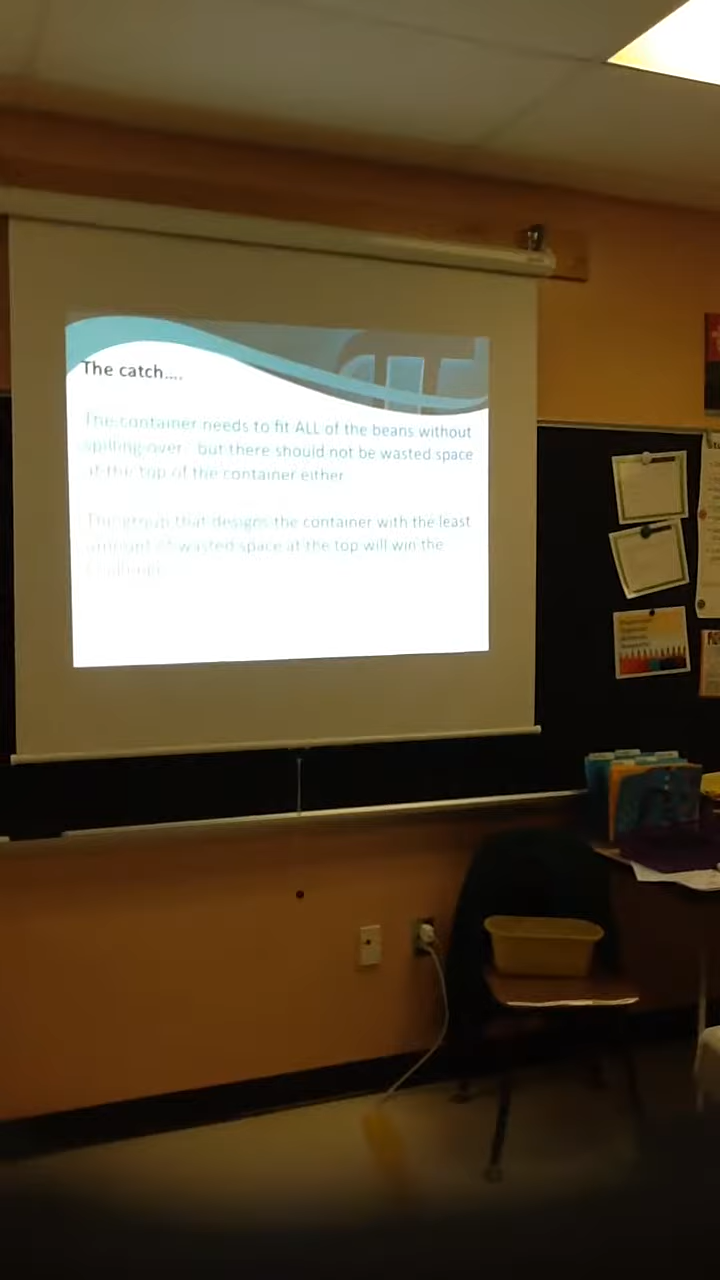 The catch....
The container needs to fit ALL of the beans without
spilling over but there should not be wasted space
at the top of the container either
The group that designs the container with the least
amount of wasted space at the top will win the